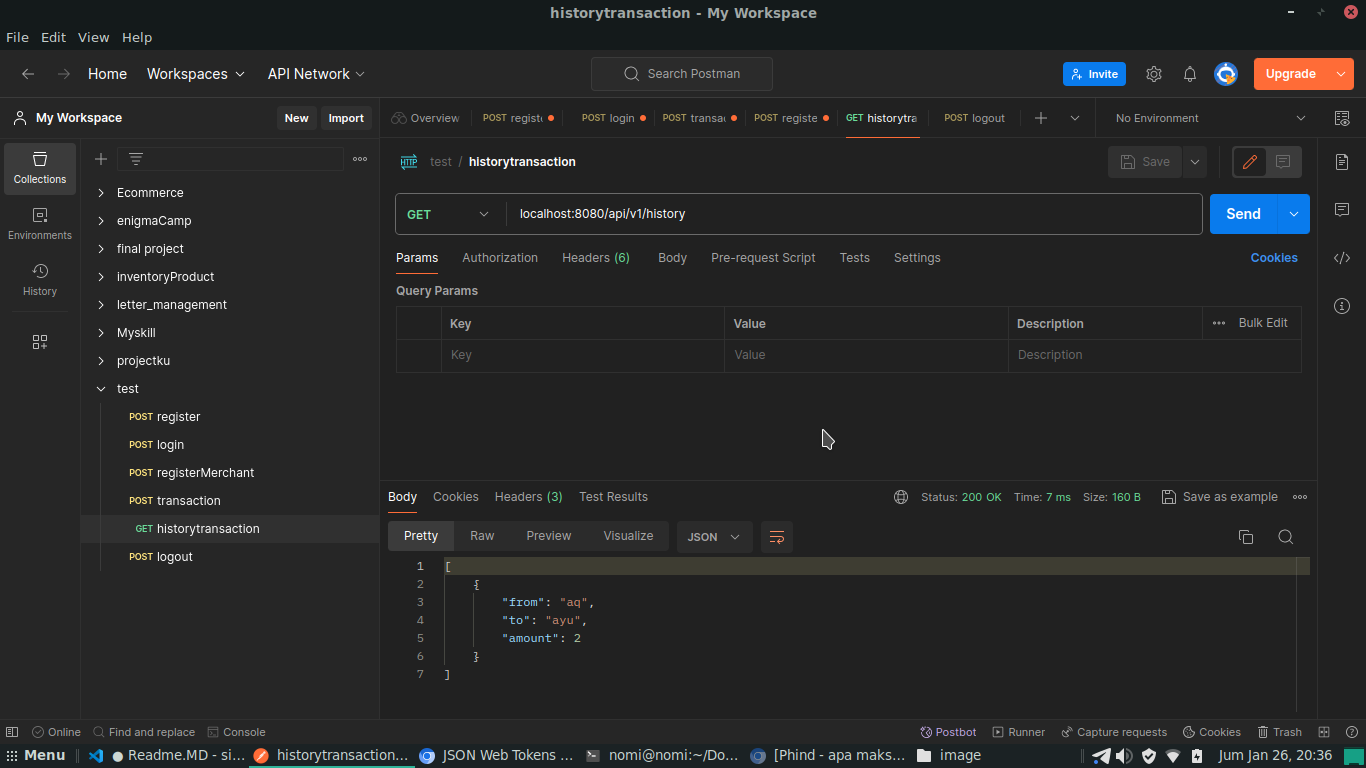 historytransaction - My Workspace
File Edit View Help
Home Workspaces API Network Search Postman Invite Upgrade
My Workspace New Import Overview POST registe POST login POST transac POST registe GET historytra POST logout No Environment
Collections
Environments
History
Ecommerce
enigmaCamp
final project
inventoryProduct
letter_management
Myskill
projectku
test
POST register
POST login
POST registerMerchant
POST transaction
GET historytransaction
POST logout
HTTP test / historytransaction Save
GET localhost:8080/api/v1/history Send
Params Authorization Headers (6) Body Pre-request Script Tests Settings Cookies
Query Params
Key Value Description Bulk Edit
Key Value Description
Body Cookies Headers (3) Test Results Status: 200 OK Time: 7 ms Size: 160 B Save as example
Pretty Raw Preview Visualize JSON
1 [
2 {
3 "from": "aq",
4 "to": "ayu",
5 "amount": 2
6 }
7 ]
Online Find and replace Console Postbot Runner Capture requests Cookies Trash
Menu Readme.MD - si... historytransaction... JSON Web Tokens ... nomi@nomi:~/Do... [Phind - apa maks... image Jum Jan 26, 20:36